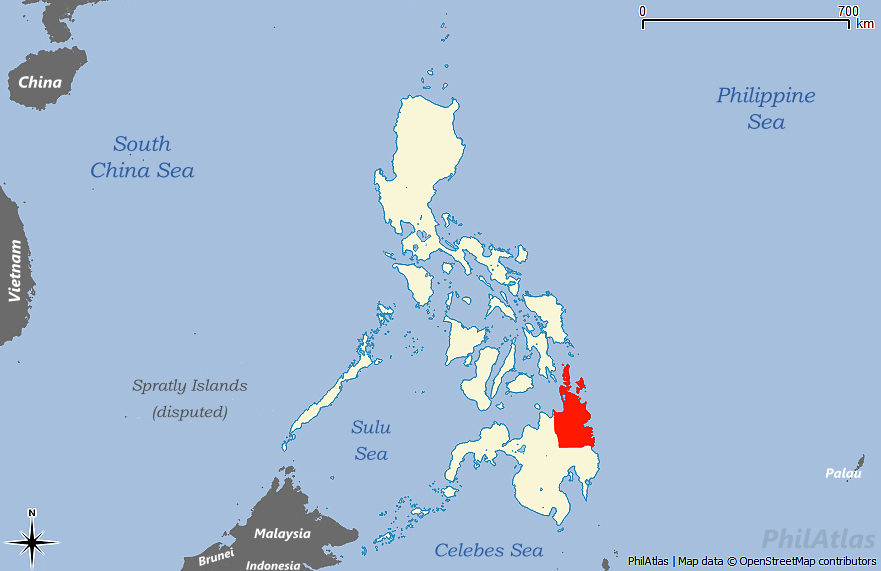 0
700
km
China
Philippine
Sea
South
China Sea
Vietnam
Spratly Islands
(disputed)
Sulu
Sea
Palau
N
Malaysia
Brunei
Indonesia
Celebes Sea
PhilAtlas
PhilAtlas | Map data © OpenStreetMap contributors